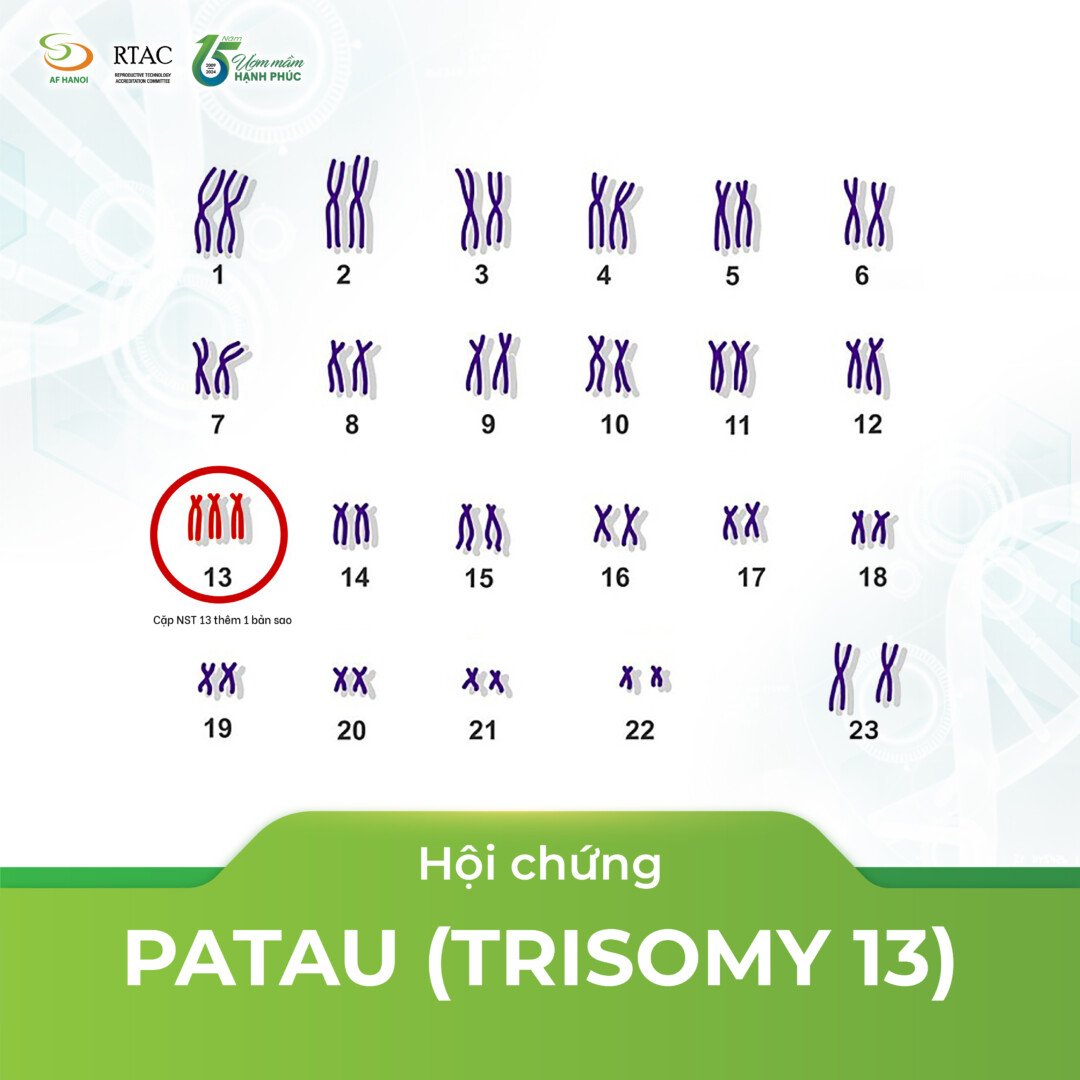 AF HANOI
RTAC
REPRODUCTIVE TECHNOLOGY
ACCREDITATION COMMITTEE
15 Năm
2009
2024
Ươm mầm
HẠNH PHÚC
1 2 3 4 5 6
7 8 9 10 11 12
13 14 15 16 17 18
Cặp NST 13 thêm 1 bản sao
19 20 21 22 23
Hội chứng
PATAU (TRISOMY 13)